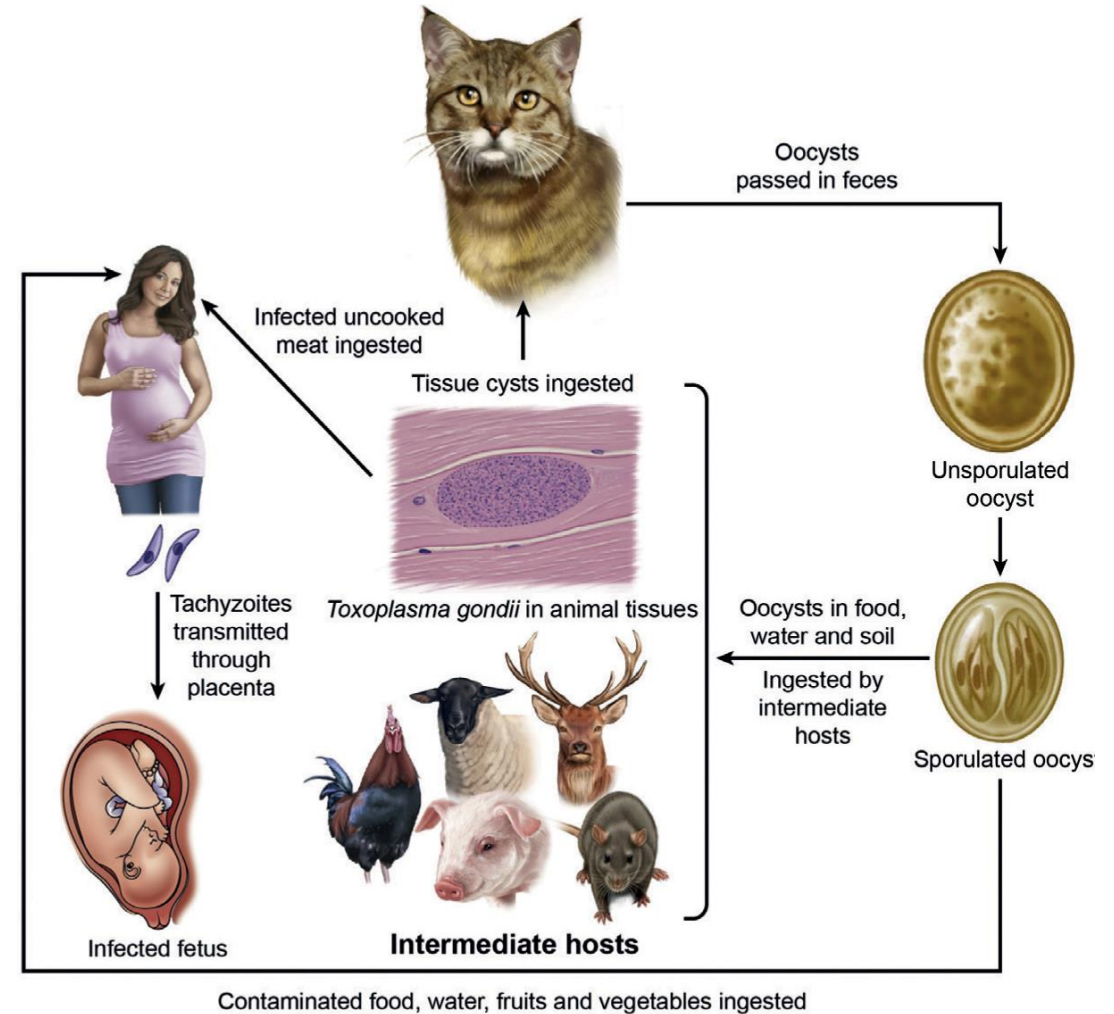 Oocysts
passed in feces
Infected uncooked
meat ingested
Tissue cysts ingested
Unsporulated
oocyst
Toxoplasma gondii in animal tissues
Tachyzoites
transmitted
through
placenta
Oocysts in food,
water and soil
Ingested by
intermediate
hosts
Sporulated oocyst
Infected fetus
Intermediate hosts
Contaminated food, water, fruits and vegetables ingested